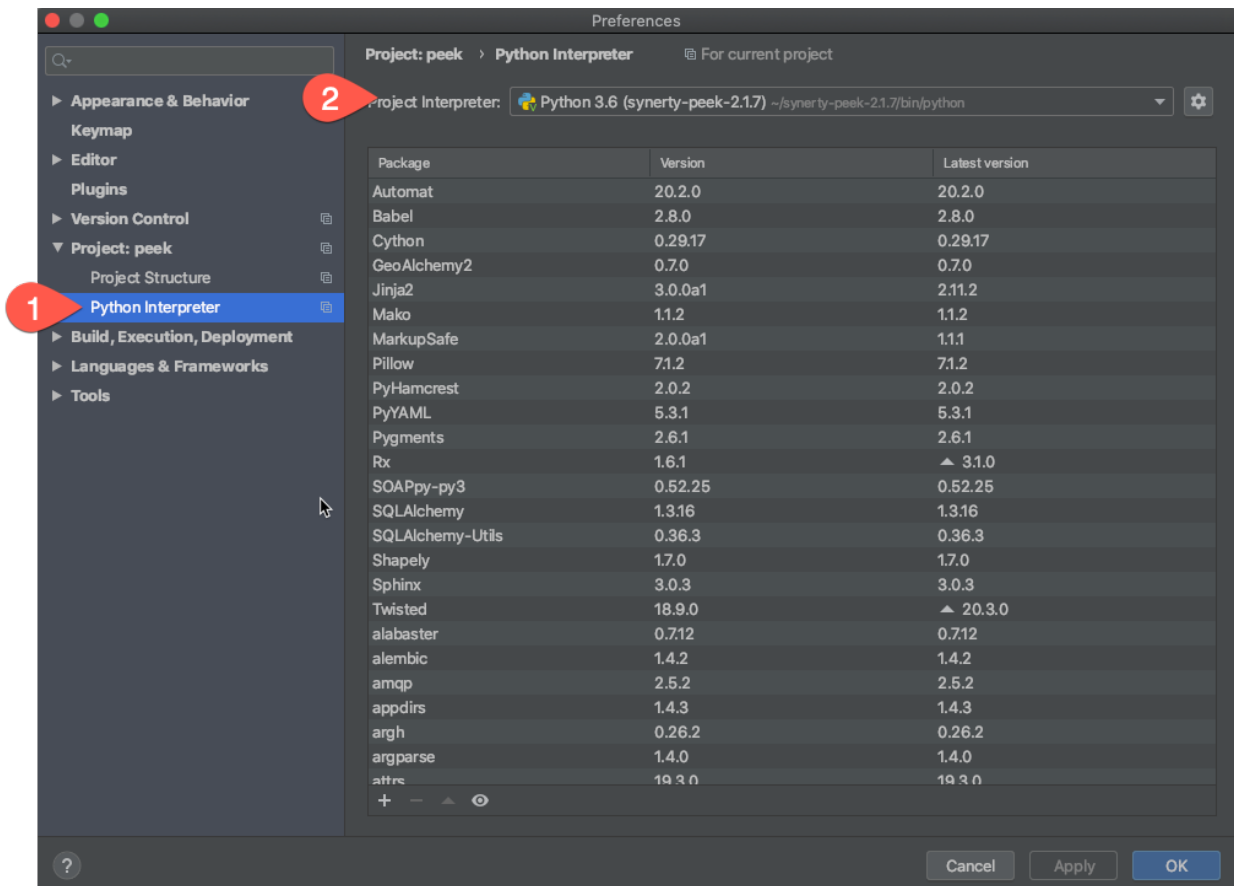 Preferences
Project: peek › Python Interpreter For current project
2 Project Interpreter: Python 3.6 (synerty-peek-2.1.7) ~/synerty-peek-2.1.7/bin/python
Appearance & Behavior
Keymap
Editor
Plugins
Version Control
Project: peek
Project Structure
1 Python Interpreter
Build, Execution, Deployment
Languages & Frameworks
Tools
Package Version Latest version
Automat 20.2.0 20.2.0
Babel 2.8.0 2.8.0
Cython 0.29.17 0.29.17
GeoAlchemy2 0.7.0 0.7.0
Jinja2 3.0.0a1 2.11.2
Mako 1.1.2 1.1.2
MarkupSafe 2.0.0a1 1.1.1
Pillow 7.1.2 7.1.2
PyHamcrest 2.0.2 2.0.2
PyYAML 5.3.1 5.3.1
Pygments 2.6.1 2.6.1
Rx 1.6.1 3.1.0
SOAPpy-py3 0.52.25 0.52.25
SQLAlchemy 1.3.16 1.3.16
SQLAlchemy-Utils 0.36.3 0.36.3
Shapely 1.7.0 1.7.0
Sphinx 3.0.3 3.0.3
Twisted 18.9.0 20.3.0
alabaster 0.7.12 0.7.12
alembic 1.4.2 1.4.2
amqp 2.5.2 2.5.2
appdirs 1.4.3 1.4.3
argh 0.26.2 0.26.2
argparse 1.4.0 1.4.0
attrs 19.3.0 19.3.0
? Cancel Apply OK